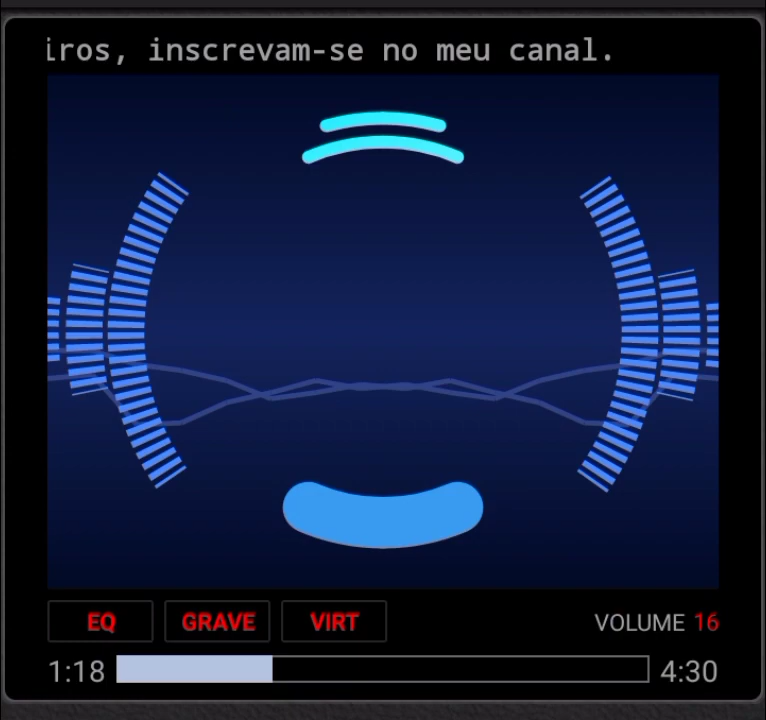 iros, inscrevam-se no meu canal.
EQ GRAVE VIRT VOLUME 16
1:18 4:30